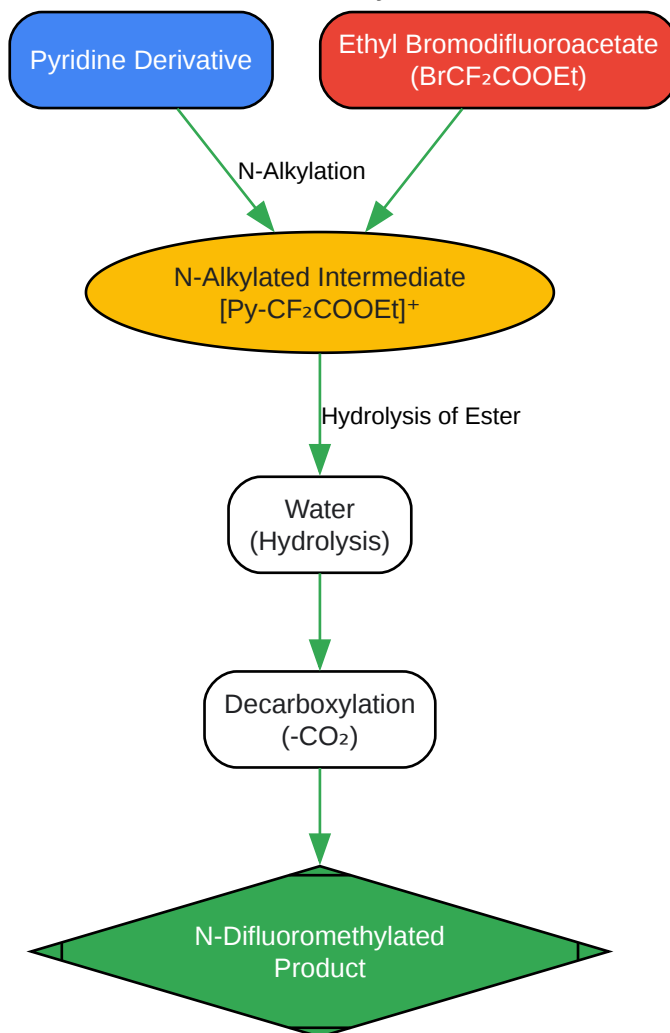 Pyridine Derivative
Ethyl Bromodifluoroacetate
(BrCF₂COOEt)
N-Alkylation
N-Alkylated Intermediate
[Py-CF₂COOEt]⁺
Hydrolysis of Ester
Water
(Hydrolysis)
Decarboxylation
(-CO₂)
N-Difluoromethylated
Product